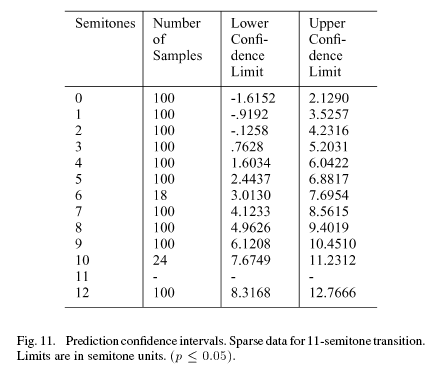 Semitones Number Lower Upper
of Confi- Confi-
Samples dence dence
Limit Limit
0 100 -1.6152 2.1290
1 100 -.9192 3.5257
2 100 -.1258 4.2316
3 100 .7628 5.2031
4 100 1.6034 6.0422
5 100 2.4437 6.8817
6 18 3.0130 7.6954
7 100 4.1233 8.5615
8 100 4.9626 9.4019
9 100 6.1208 10.4510
10 24 7.6749 11.2312
11 - - -
12 100 8.3168 12.7666
Fig. 11. Prediction confidence intervals. Sparse data for 11-semitone transition.
Limits are in semitone units. (p ≤ 0.05).